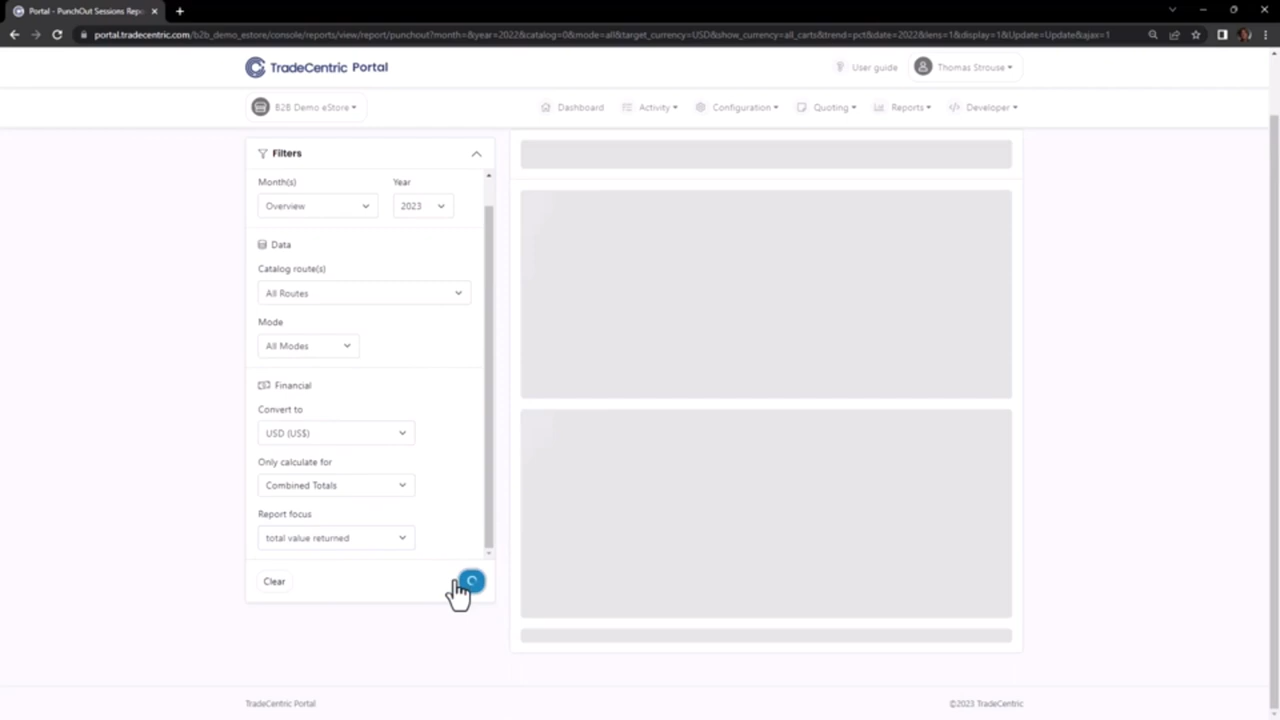 Portal - PunchOut Sessions Repo
portal.tradecentric.com/b2b_demo_estore/console/reports/view/report/punchout?month=&year=2022&catalog=0&mode=all&target_currency=USD&show_currency=all_carts&trend=pct&date=2022&lens=1&display=1&Update=Update&ajax=1
TradeCentric Portal
User guide
Thomas Strouse
B2B Demo eStore
Dashboard
Activity
Configuration
Quoting
Reports
Developer
Filters
Month(s)
Year
Overview
2023
Data
Catalog route(s)
All Routes
Mode
All Modes
Financial
Convert to
USD (US$)
Only calculate for
Combined Totals
Report focus
total value returned
Clear
TradeCentric Portal
©2023 TradeCentric